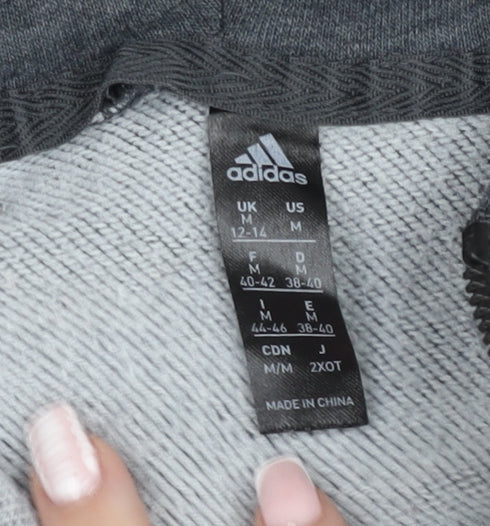 adidas
UK US
M M
12-14
F D
M M
40-42 38-40
I E
M M
44-46 38-40
CDN J
M/M 2XOT
MADE IN CHINA